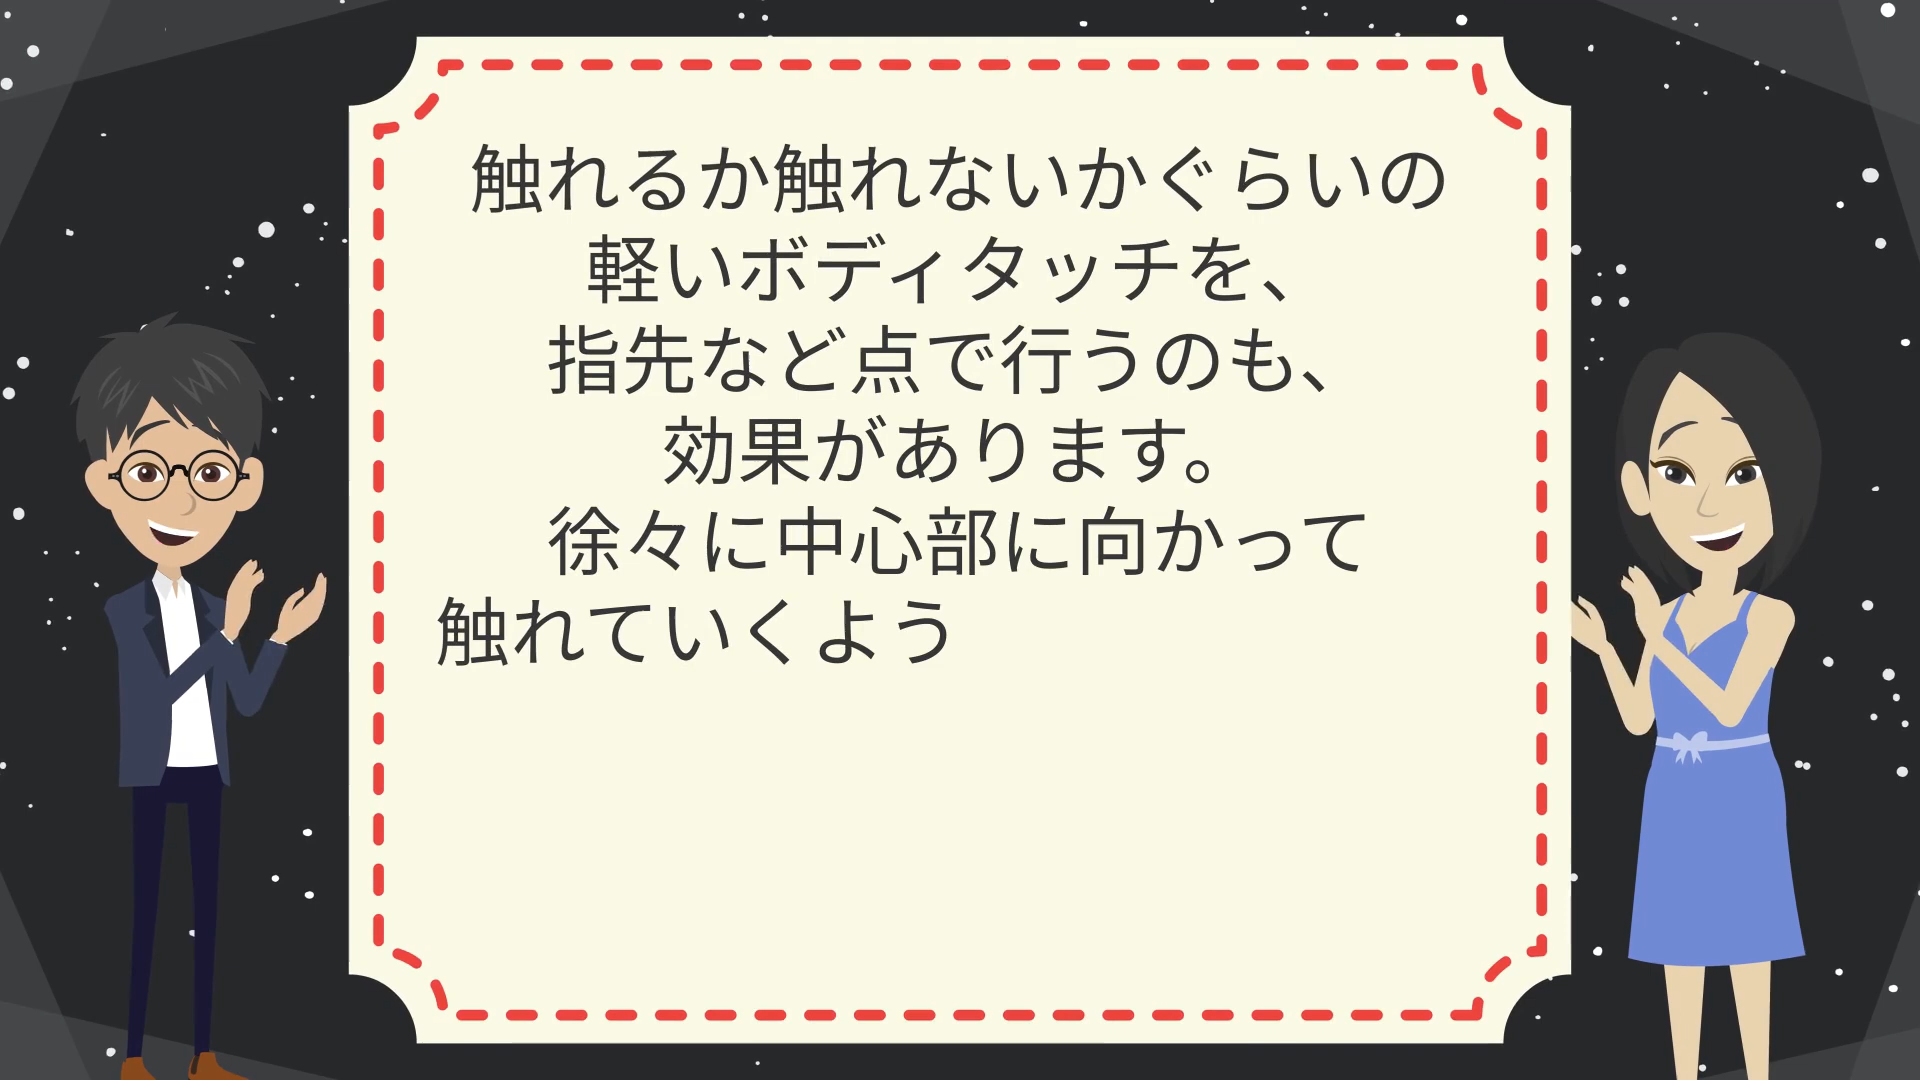 触れるか触れないかぐらいの
軽いボディタッチを、
指先など点で行うのも、
効果があります。
徐々に中心部に向かって
触れていくよう